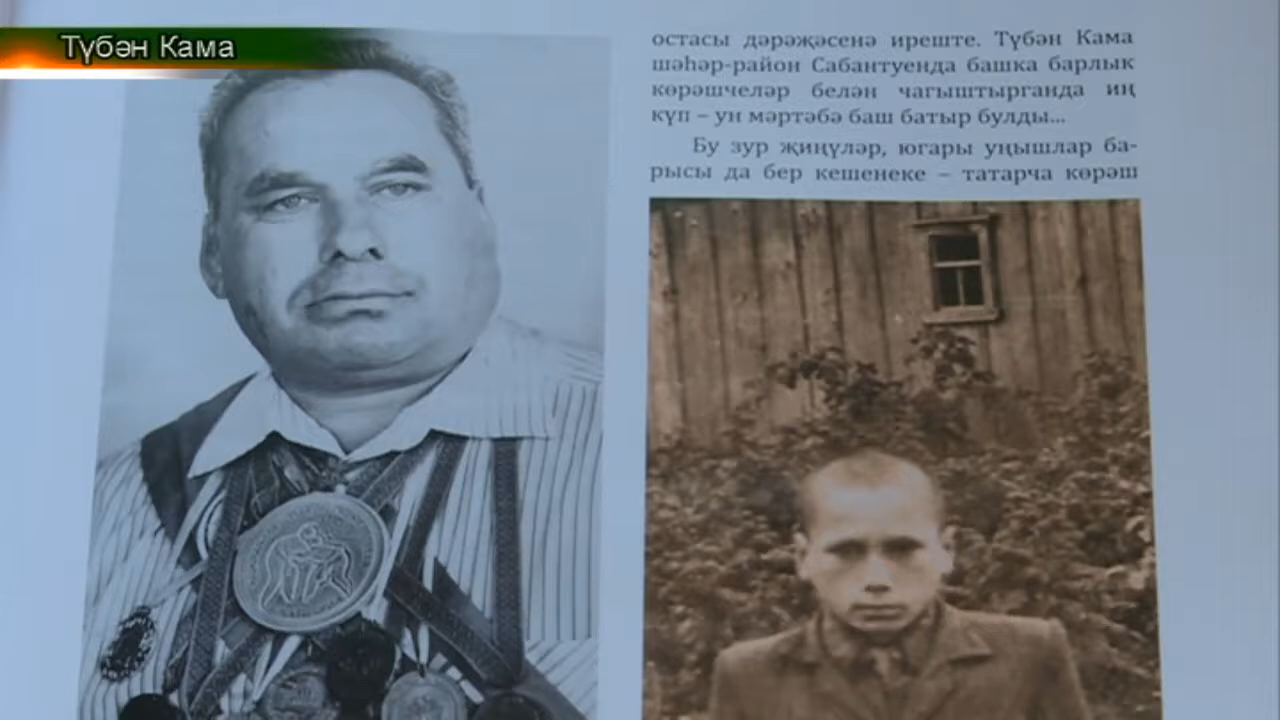 Түбән Кама
остасы дәрәҗәсенә иреште. Түбән Кама
шәһәр-район Сабантуенда башка барлык
көрәшчеләр белән чагыштырганда иң
күп – ун мәртәбә баш батыр булды...
Бу зур җиңүләр, югары уңышлар ба-
рысы да бер кешенеке – татарча көрәш